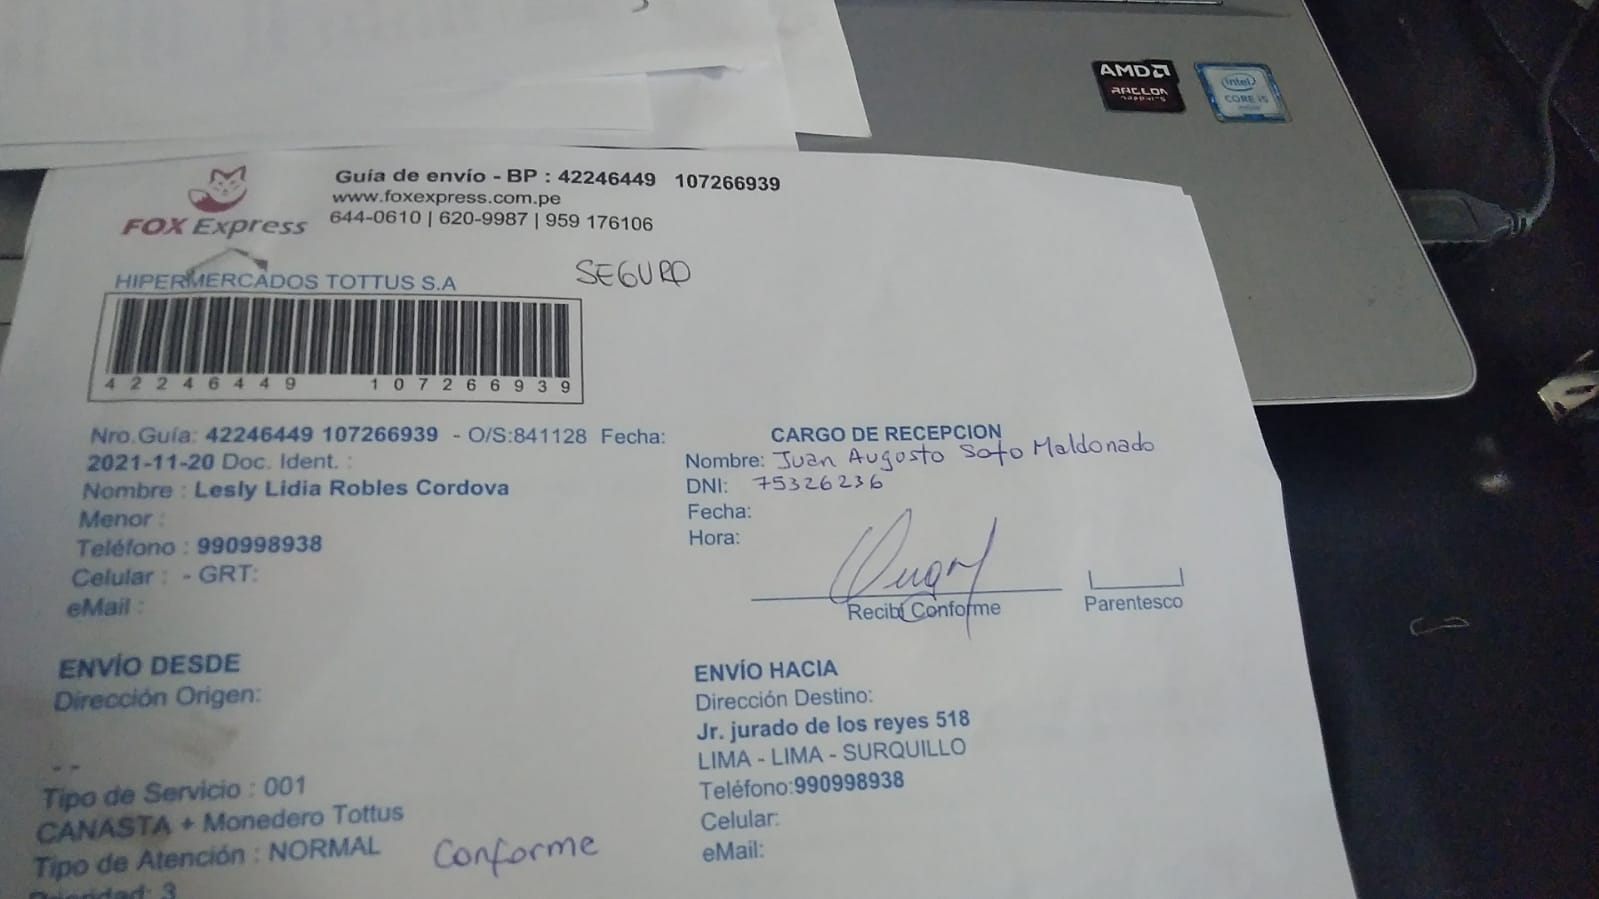 AMD
RADEON
GRAPHICS
intel
CORE i5
FOX Express
Guía de envío - BP : 42246449 107266939
www.foxexpress.com.pe
644-0610 | 620-9987 | 959 176106
HIPERMERCADOS TOTTUS S.A
SEGURO
42246449 107266939
Nro.Guía: 42246449 107266939 - O/S:841128 Fecha:
2021-11-20 Doc. Ident. :
Nombre : Lesly Lidia Robles Cordova
Menor :
Teléfono : 990998938
Celular : - GRT:
eMail :
CARGO DE RECEPCION
Nombre: Juan Augusto Soto Maldonado
DNI: 75326236
Fecha:
Hora:
Recibí Conforme
Parentesco
ENVÍO DESDE
Dirección Origen:
- -
Tipo de Servicio : 001
CANASTA + Monedero Tottus
Tipo de Atención : NORMAL
Prioridad: 3
Conforme
ENVÍO HACIA
Dirección Destino:
Jr. jurado de los reyes 518
LIMA - LIMA - SURQUILLO
Teléfono:990998938
Celular:
eMail: